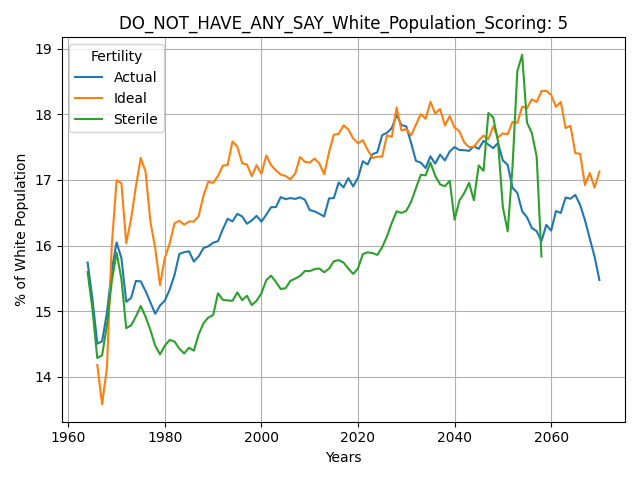 DO_NOT_HAVE_ANY_SAY_White_Population_Scoring: 5
Fertility
Actual
Ideal
Sterile
% of White Population
19
18
17
16
15
14
1960
1980
2000
2020
2040
2060
Years